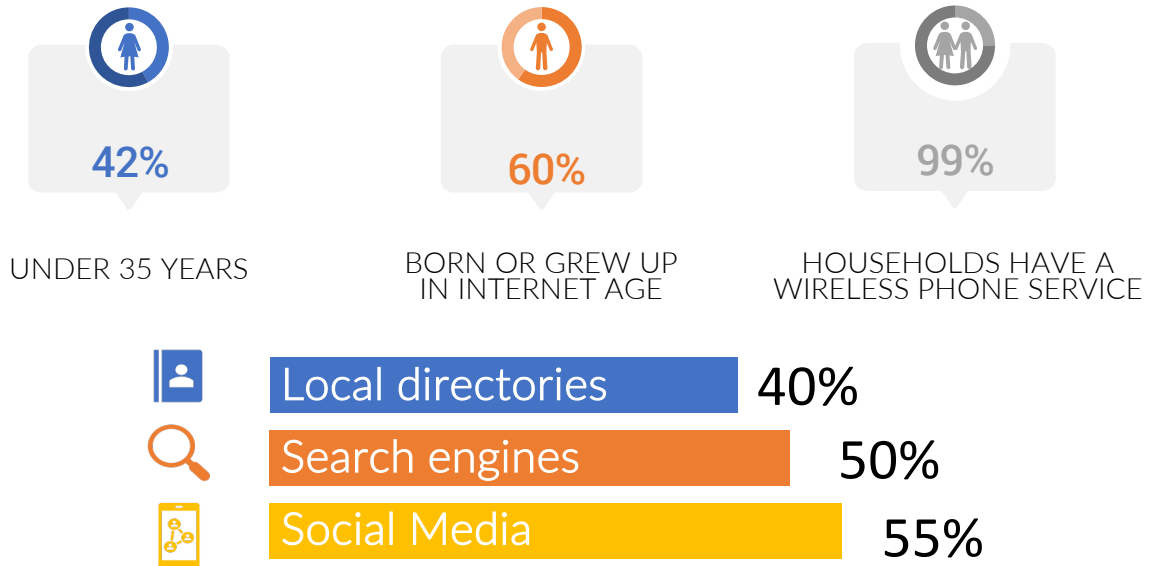 42%
60%
99%
UNDER 35 YEARS
BORN OR GREW UP
IN INTERNET AGE
HOUSEHOLDS HAVE A
WIRELESS PHONE SERVICE
Local directories 40%
Search engines 50%
Social Media 55%